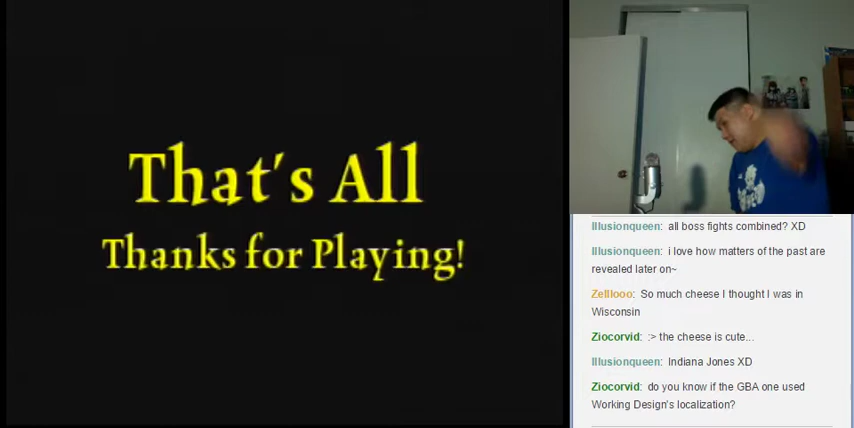 That's All
Thanks for Playing!
Illusionqueen: all boss fights combined? XD
Illusionqueen: i love how matters of the past are
revealed later on~
Zelllooo: So much cheese I thought I was in
Wisconsin
Ziocorvid: :> the cheese is cute...
Illusionqueen: Indiana Jones XD
Ziocorvid: do you know if the GBA one used
Working Design's localization?